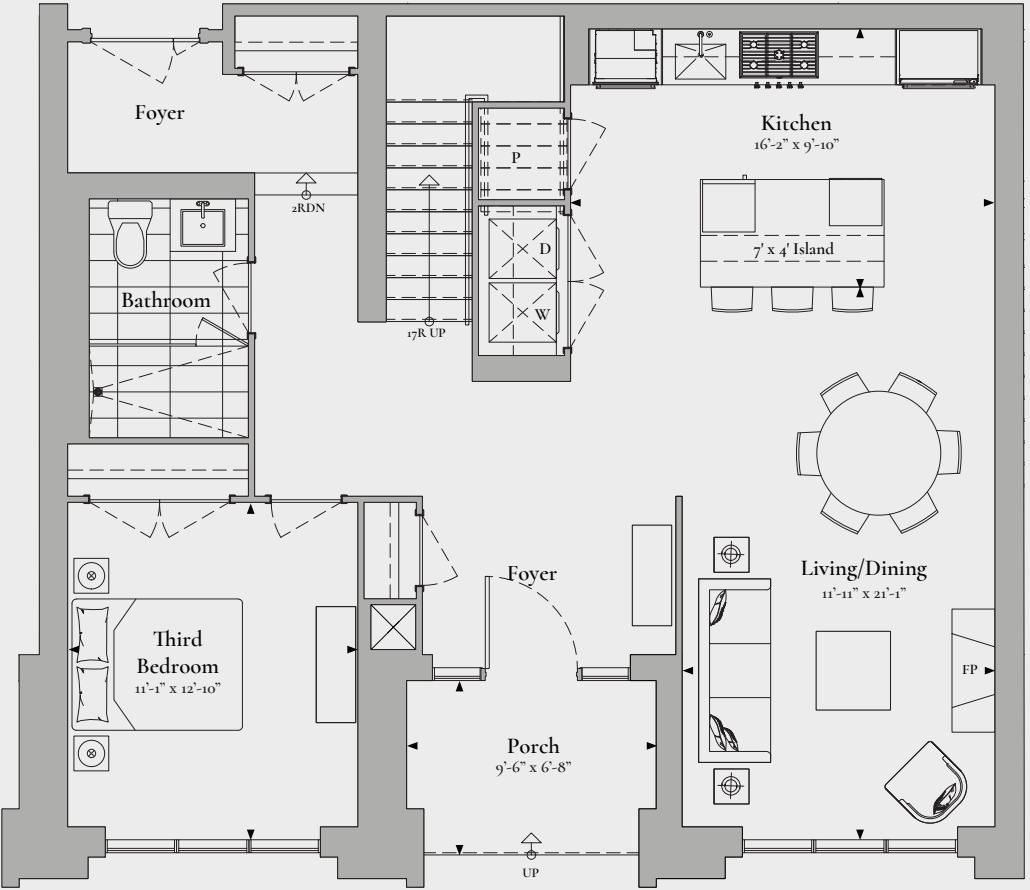 Foyer
Kitchen
16'-2" x 9'-10"
P
2RDN
7' x 4' Island
D
Bathroom
W
17R UP
Living/Dining
11'-11" x 21'-1"
Foyer
Third
Bedroom
11'-1" x 12'-10"
FP
Porch
9'-6" x 6'-8"
UP